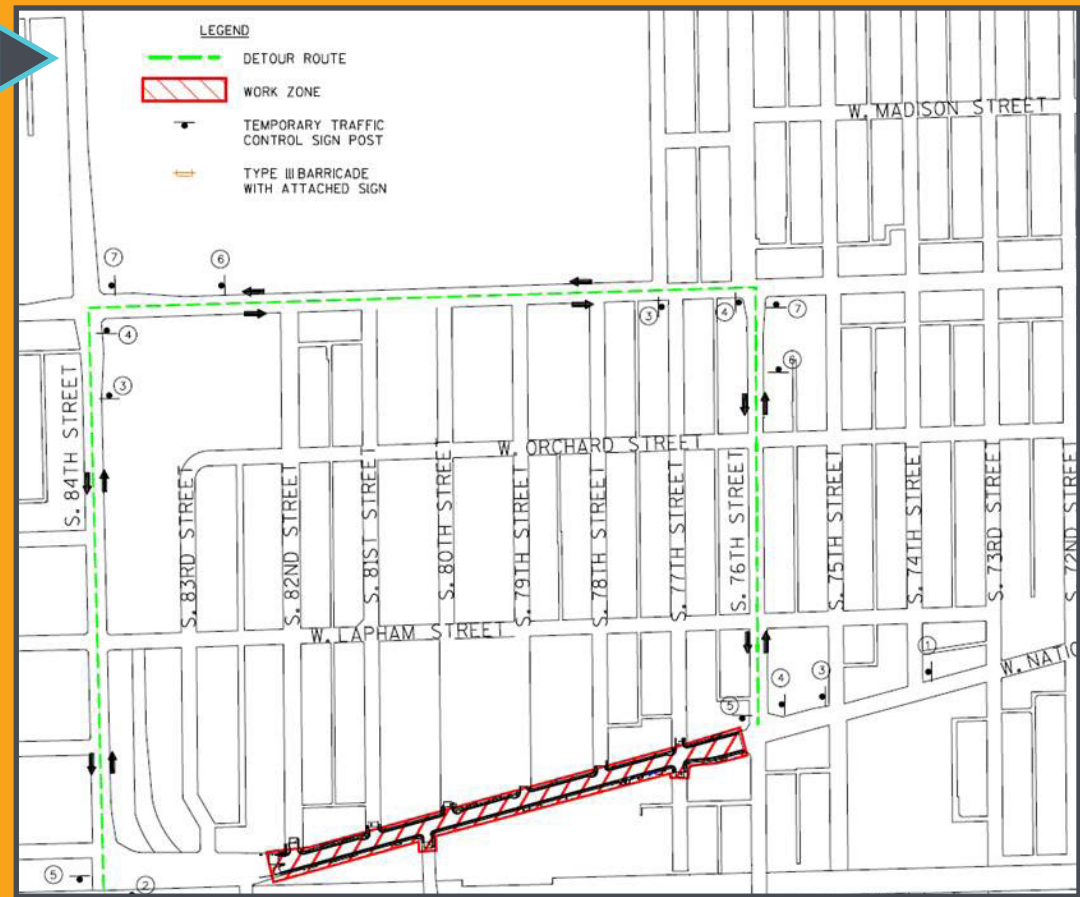 LEGEND
DETOUR ROUTE
WORK ZONE
TEMPORARY TRAFFIC
CONTROL SIGN POST
TYPE III BARRICADE
WITH ATTACHED SIGN
W. MADISON STREET
7
6
3
4
7
4
6
3
S. 84TH STREET
W. ORCHARD STREET
S. 83RD STREET
S. 82ND STREET
S. 81ST STREET
S. 80TH STREET
S. 79TH STREET
S. 78TH STREET
S. 77TH STREET
S. 76TH STREET
S. 75TH STREET
S. 74TH STREET
S. 73RD STREET
S. 72ND STREET
W. LAPHAM STREET
1
W. NATIO
4
3
5
5
2